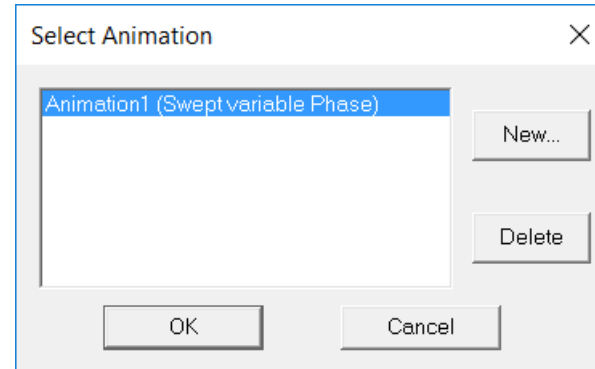 Select Animation
Animation1 (Swept variable Phase)
New...
Delete
OK
Cancel